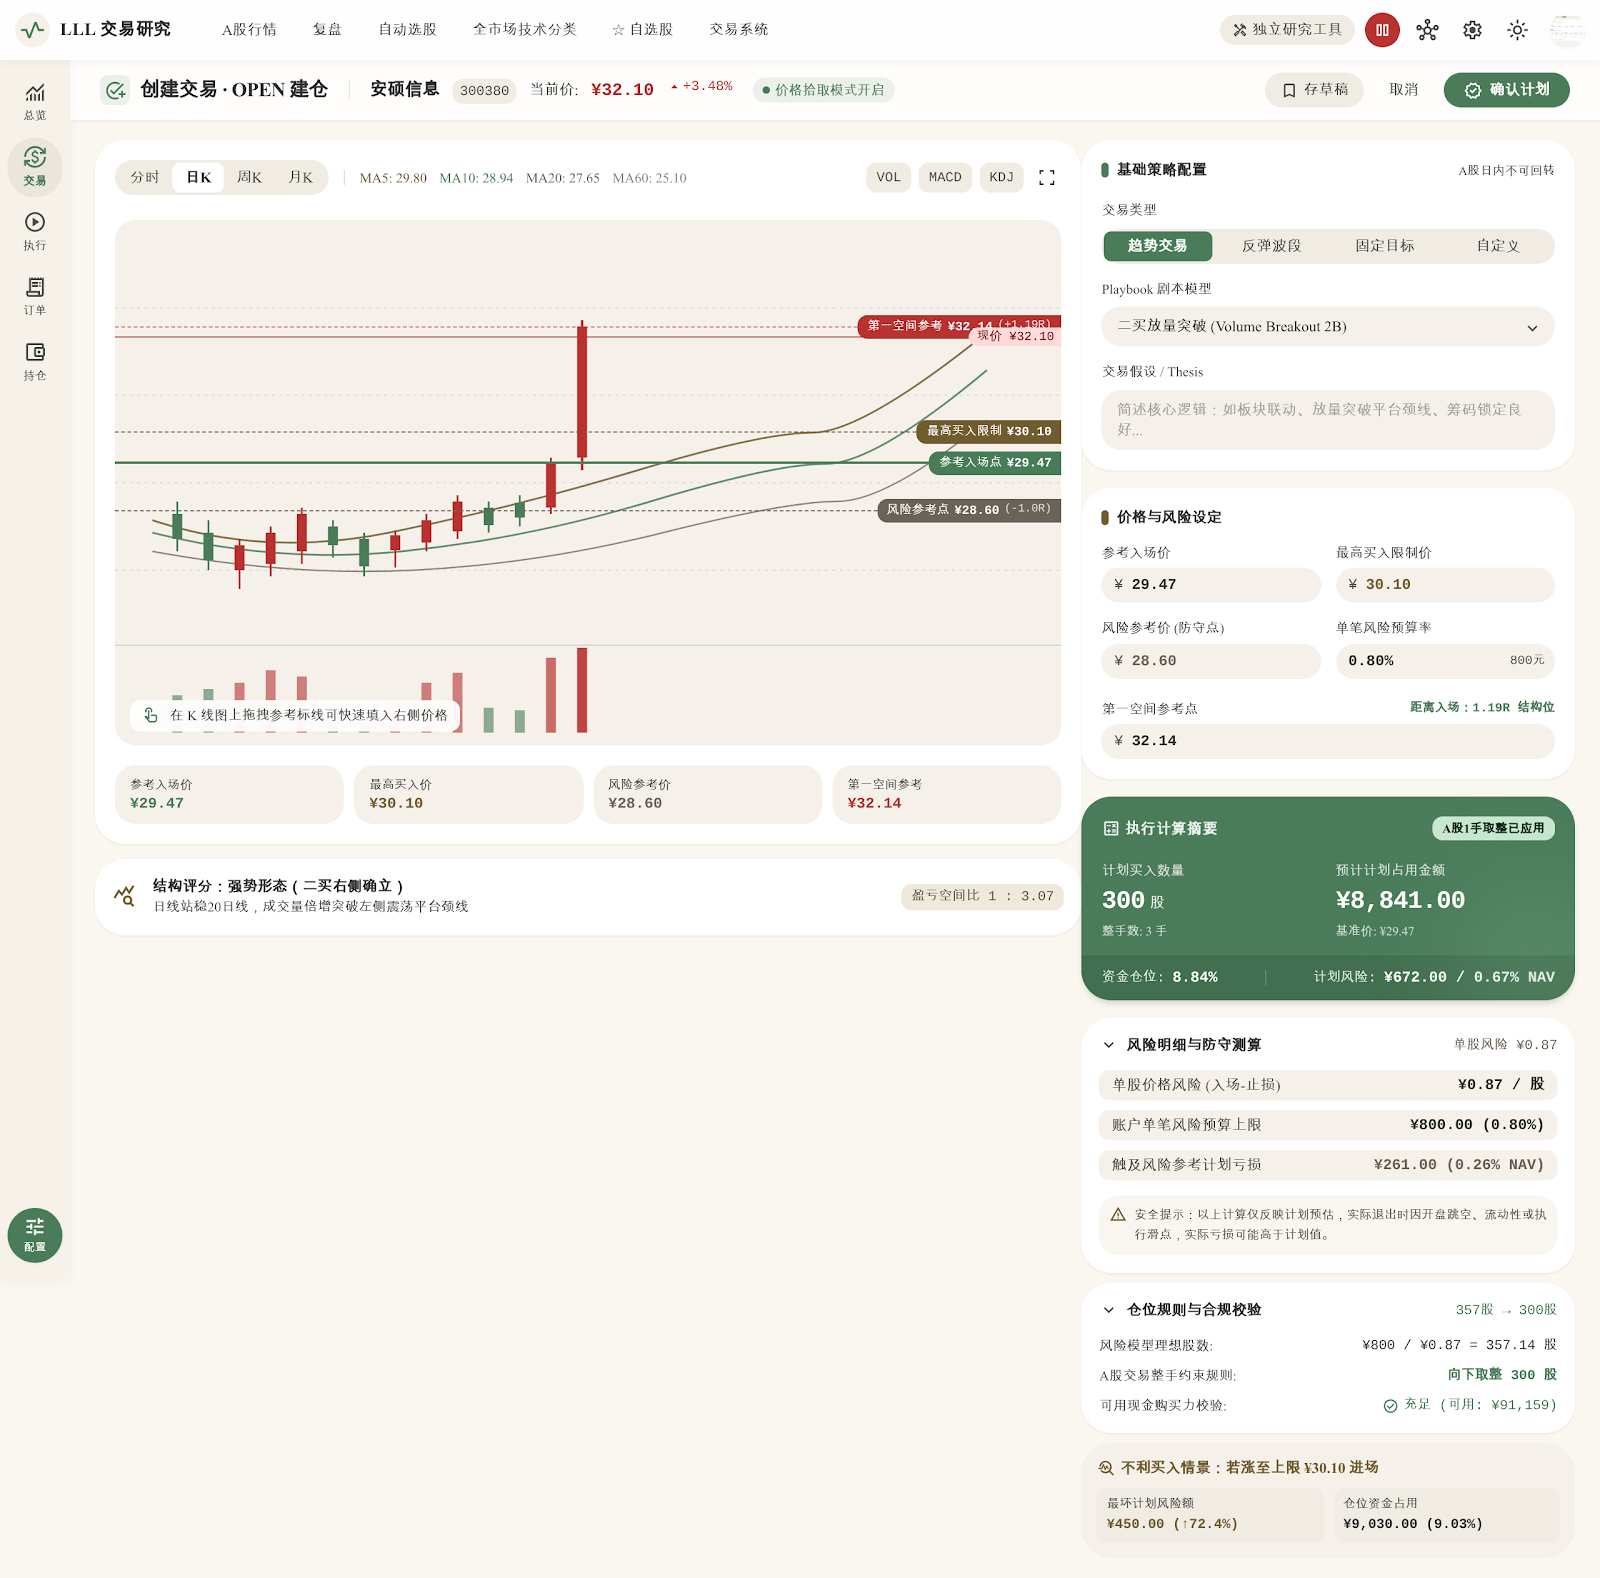 LLL 交易研究
A股行情
复盘
自动选股
全市场技术分类
☆ 自选股
交易系统
独立研究工具
总览
交易
执行
订单
持仓
配置
创建交易 · OPEN 建仓
安硕信息
300380
当前价:
¥32.10
+3.48%
价格拾取模式开启
存草稿
取消
确认计划
分时
日K
周K
月K
MA5: 29.80
MA10: 28.94
MA20: 27.65
MA60: 25.10
VOL
MACD
KDJ
第一空间参考 ¥32.14 (+1.19R)
现价 ¥32.10
最高买入限制 ¥30.10
参考入场点 ¥29.47
风险参考点 ¥28.60 (-1.0R)
在 K 线图上拖拽参考标线可快速填入右侧价格
参考入场价
¥29.47
最高买入价
¥30.10
风险参考价
¥28.60
第一空间参考
¥32.14
结构评分：强势形态 ( 二买右侧确立 )
日线站稳20日线，成交量倍增突破左侧震荡平台颈线
盈亏空间比 1 : 3.07
基础策略配置
A股日内不可回转
交易类型
趋势交易
反弹波段
固定目标
自定义
Playbook 剧本模型
二买放量突破 (Volume Breakout 2B)
交易假设 / Thesis
简述核心逻辑：如板块联动、放量突破平台颈线、筹码锁定良
好...
价格与风险设定
参考入场价
¥ 29.47
最高买入限制价
¥ 30.10
风险参考价 (防守点)
¥ 28.60
单笔风险预算率
0.80%
800元
第一空间参考点
距离入场：1.19R 结构位
¥ 32.14
执行计算摘要
A股1手取整已应用
计划买入数量
300 股
整手数: 3 手
预计计划占用金额
¥8,841.00
基准价: ¥29.47
资金仓位: 8.84%
计划风险: ¥672.00 / 0.67% NAV
风险明细与防守测算
单股风险 ¥0.87
单股价格风险 (入场-止损)
¥0.87 / 股
账户单笔风险预算上限
¥800.00 (0.80%)
触及风险参考计划亏损
¥261.00 (0.26% NAV)
安全提示：以上计算仅反映计划预估，实际退出时因开盘跳空、流动性或执
行滑点，实际亏损可能高于计划值。
仓位规则与合规校验
357股 → 300股
风险模型理想股数:
¥800 / ¥0.87 = 357.14 股
A股交易整手约束规则:
向下取整 300 股
可用现金购买力校验:
充足 (可用: ¥91,159)
不利买入情景：若涨至上限 ¥30.10 进场
最坏计划风险额
¥450.00 (↑72.4%)
仓位资金占用
¥9,030.00 (9.03%)